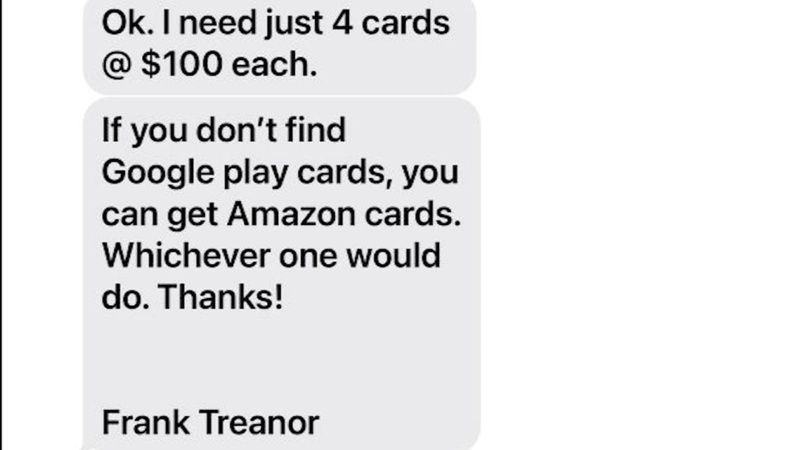 Ok. I need just 4 cards
@ $100 each.
If you don’t find
Google play cards, you
can get Amazon cards.
Whichever one would
do. Thanks!
Frank Treanor